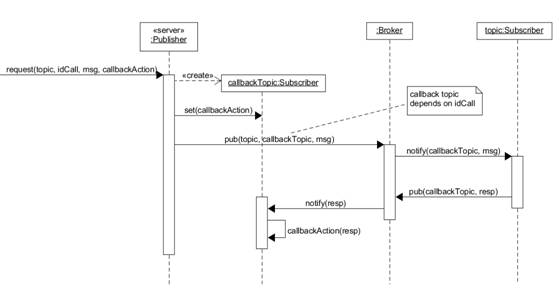 «server»
:Publisher
:Broker
topic:Subscriber
request(topic, idCall, msg, callbackAction)
«create»
callbackTopic:Subscriber
callback topic
depends on idCall
set(callbackAction)
pub(topic, callbackTopic, msg)
notify(callbackTopic, msg)
pub(callbackTopic, resp)
notify(resp)
callbackAction(resp)